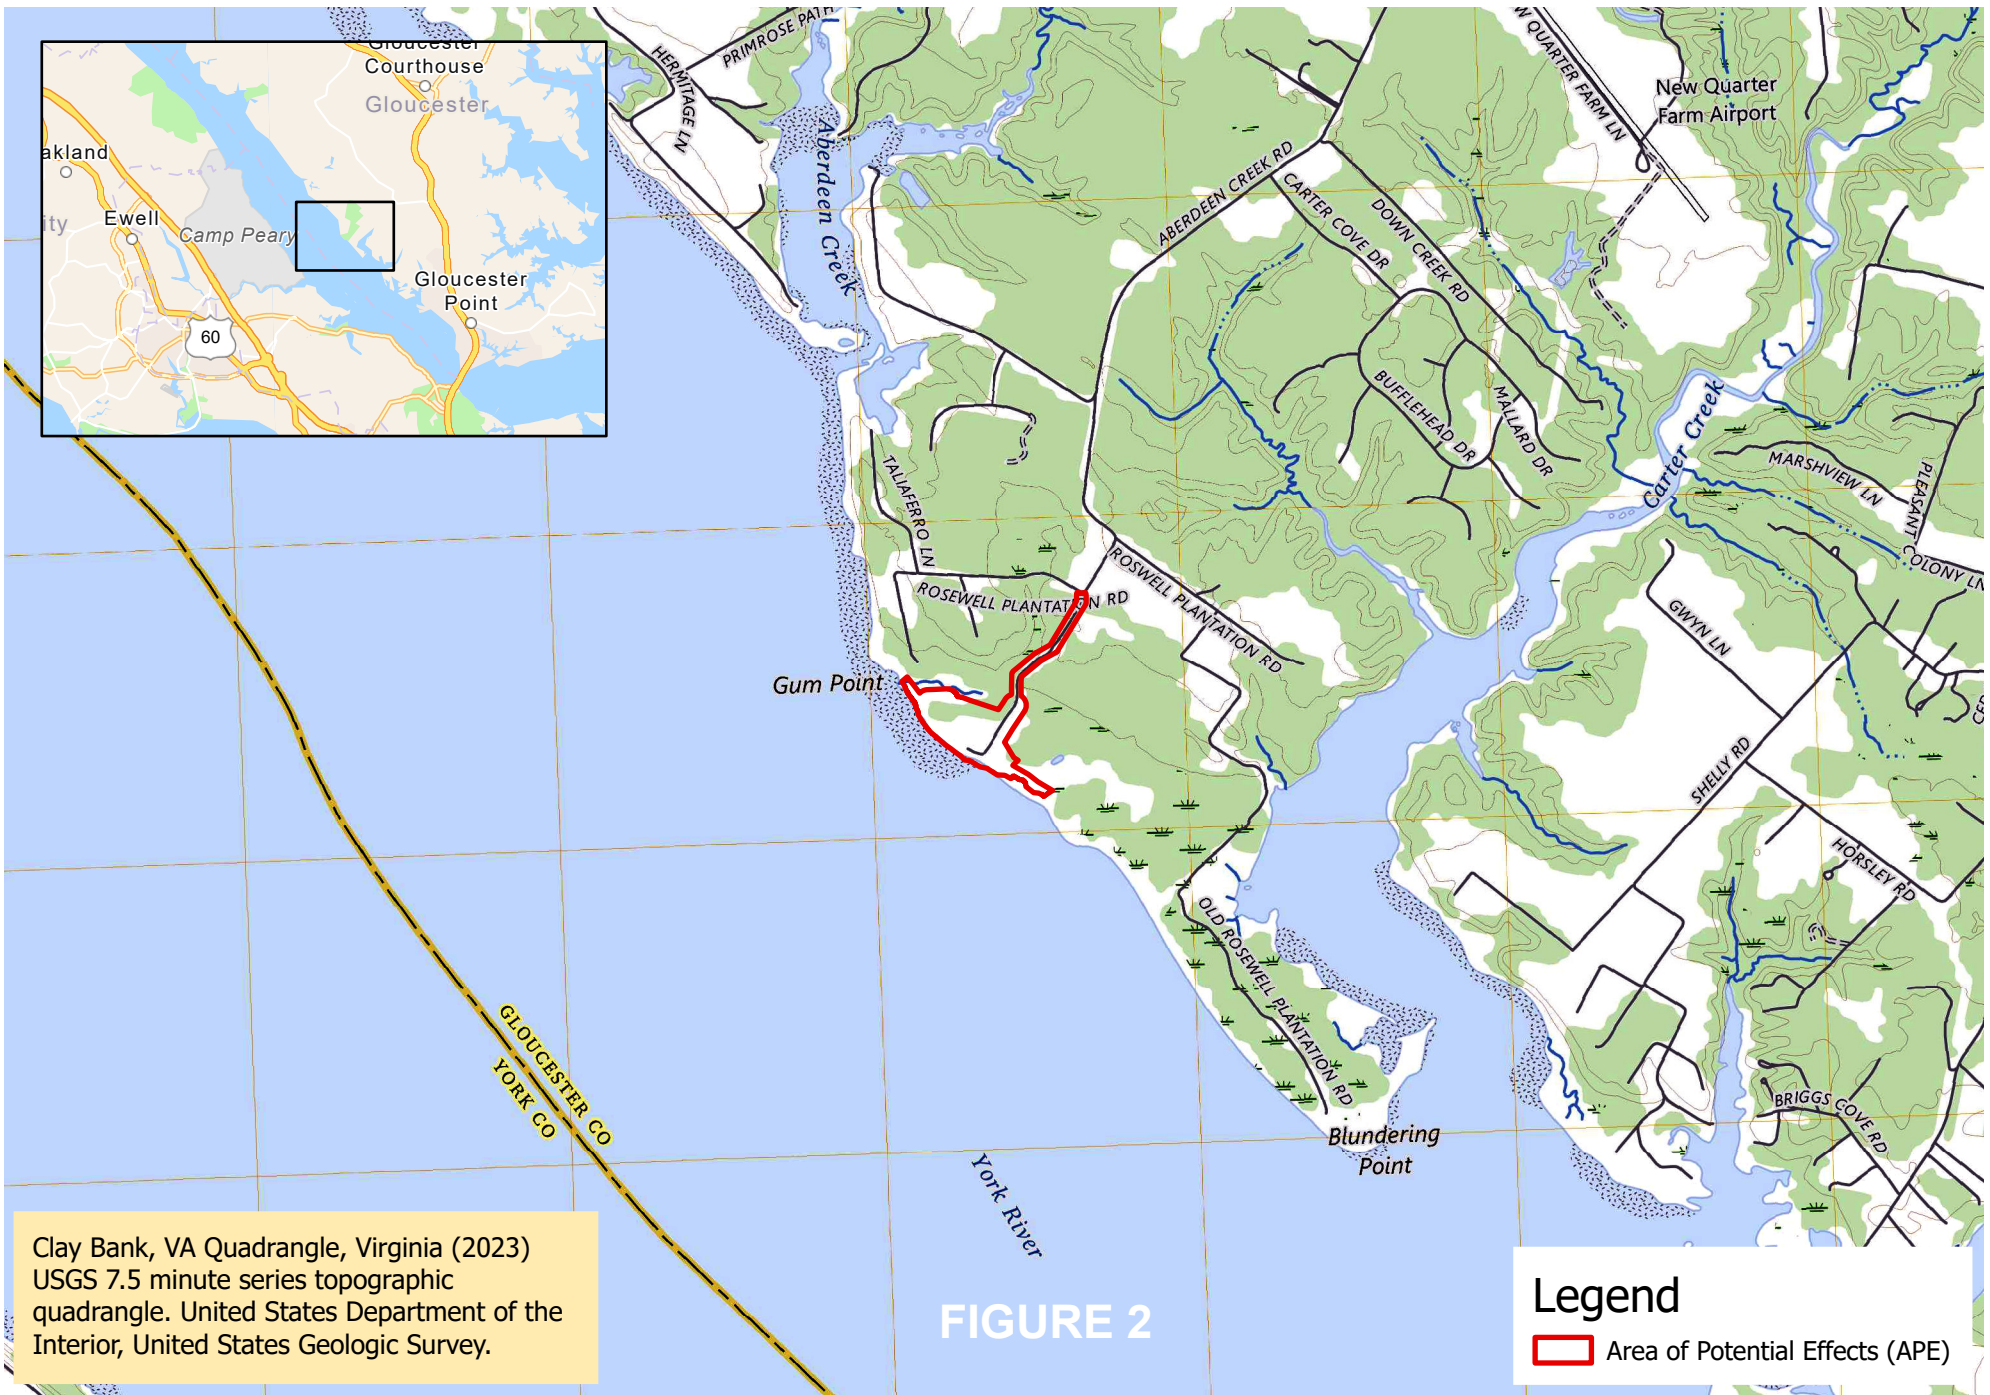 Gloucester
Courthouse
Gloucester
akland
Ewell
ity
Camp Peary
Gloucester
Point
60
HERMITAGE LN
PRIMROSE PATH
Aberdeen Creek
W QUARTER FARM LN
New Quarter
Farm Airport
ABERDEEN CREEK RD
CARTER COVE DR
DOWN CREEK RD
BUFFLEHEAD DR
MALLARD DR
Carter Creek
MARSHVIEW LN
PLEASANT COLONY LN
TALIAFERRO LN
ROSEWELL PLANTATION RD
ROSWELL PLANTATION RD
GWYN LN
Gum Point
SHELLY RD
HORSLEY RD
OLD ROSEWELL PLANTATION RD
BRIGGS COVE RD
Blundering
Point
GLOUCESTER CO
YORK CO
York River
Clay Bank, VA Quadrangle, Virginia (2023)
USGS 7.5 minute series topographic
quadrangle. United States Department of the
Interior, United States Geologic Survey.
FIGURE 2
Legend
Area of Potential Effects (APE)